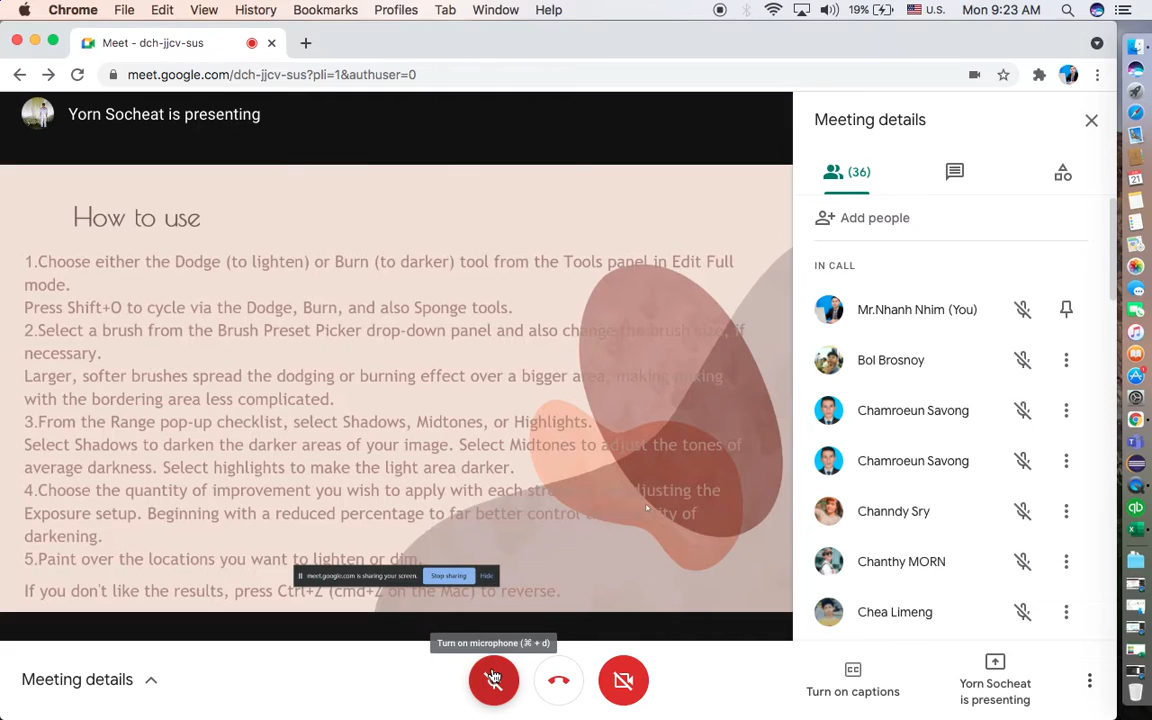 Chrome File Edit View History Bookmarks Profiles Tab Window Help 19% U.S. Mon 9:23 AM
Meet - dch-jjcv-sus
meet.google.com/dch-jjcv-sus?pli=1&authuser=0
Yorn Socheat is presenting
How to use
1.Choose either the Dodge (to lighten) or Burn (to darker) tool from the Tools panel in Edit Full
mode.
Press Shift+O to cycle via the Dodge, Burn, and also Sponge tools.
2.Select a brush from the Brush Preset Picker drop-down panel and also change the brush size, if
necessary.
Larger, softer brushes spread the dodging or burning effect over a bigger area, making mixing
with the bordering area less complicated.
3.From the Range pop-up checklist, select Shadows, Midtones, or Highlights.
Select Shadows to darken the darker areas of your image. Select Midtones to adjust the tones of
average darkness. Select highlights to make the light area darker.
4.Choose the quantity of improvement you wish to apply with each adjusting the
Exposure setup. Beginning with a reduced percentage to far better control of
darkening.
5.Paint over the locations you want to lighten or dim.
meet.google.com is sharing your screen. Stop sharing Hide
If you don't like the results, press Ctrl+Z (cmd+Z on the Mac) to reverse.
Turn on microphone (⌘ + d)
Meeting details
Meeting details
(36)
Add people
IN CALL
Mr.Nhanh Nhim (You)
Bol Brosnoy
Chamroeun Savong
Chamroeun Savong
Channdy Sry
Chanthy MORN
Chea Limeng
Turn on captions
Yorn Socheat
is presenting